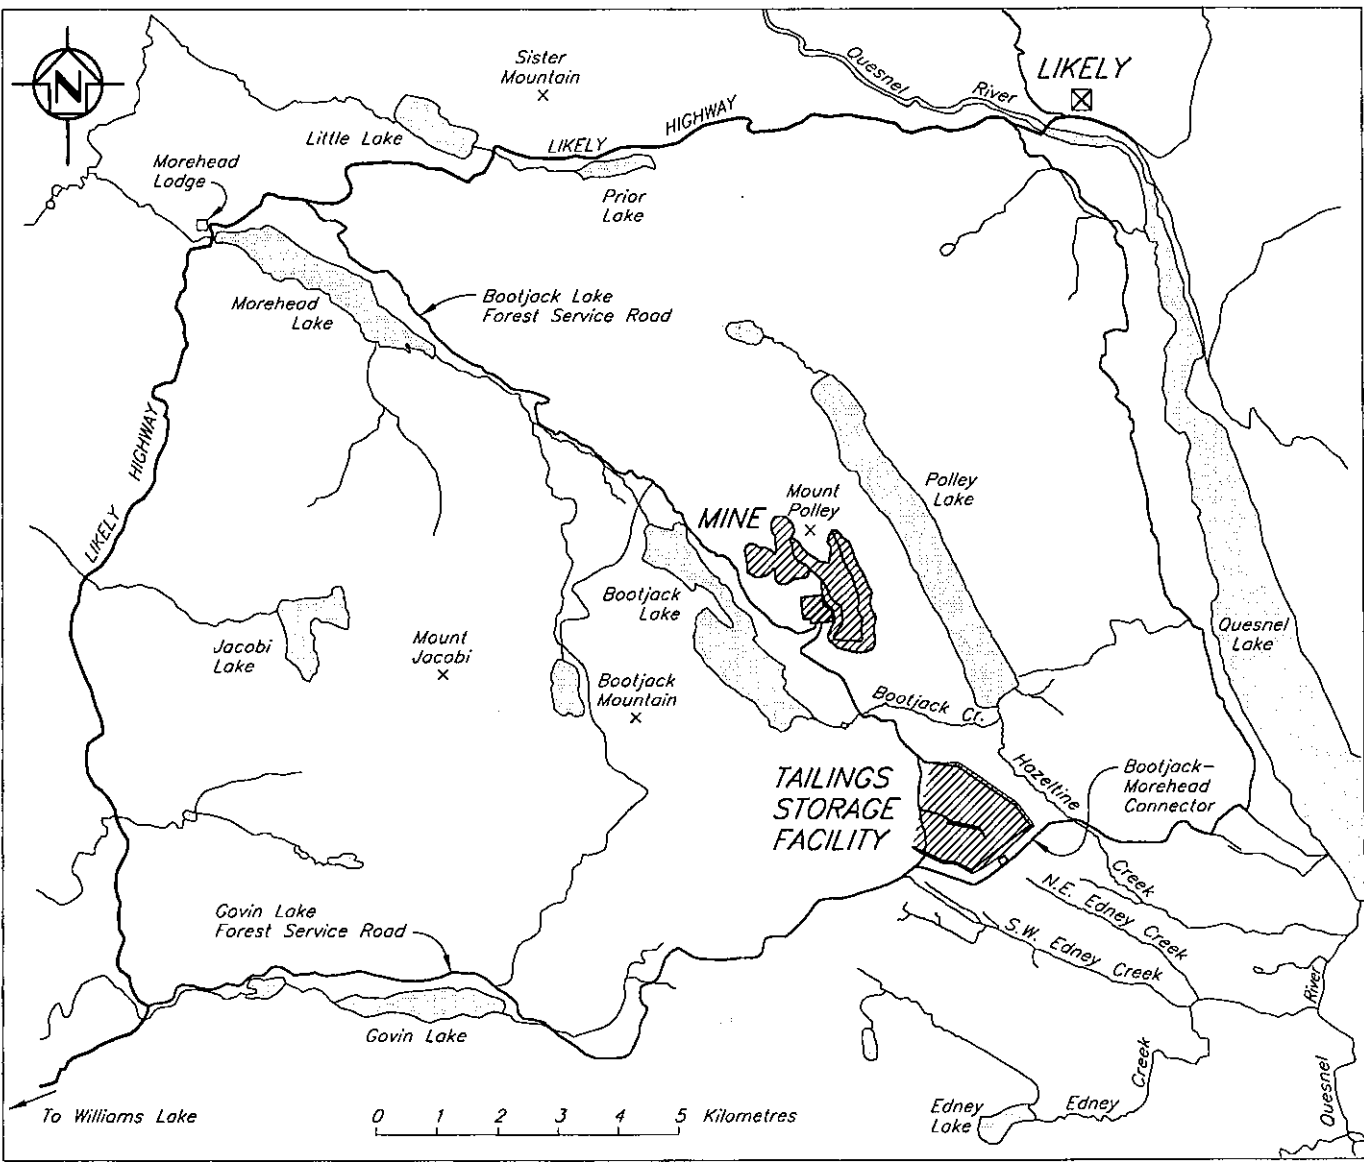 N
Sister
Mountain
Quesnel
River
LIKELY
Little Lake
LIKELY
HIGHWAY
Morehead
Lodge
Prior
Lake
Morehead
Lake
Bootjack Lake
Forest Service Road
LIKELY
HIGHWAY
MINE
Mount
Polley
Polley
Lake
Bootjack
Lake
Jacobi
Lake
Mount
Jacobi
Bootjack
Mountain
Quesnel
Lake
Bootjack Cr.
TAILINGS
STORAGE
FACILITY
Hazeltine
Creek
Bootjack-
Morehead
Connector
N.E. Edney Creek
S.W. Edney Creek
Gavin Lake
Forest Service Road
Gavin Lake
River
Quesnel
Creek
Edney
Edney
Lake
To Williams Lake
0 1 2 3 4 5 Kilometres